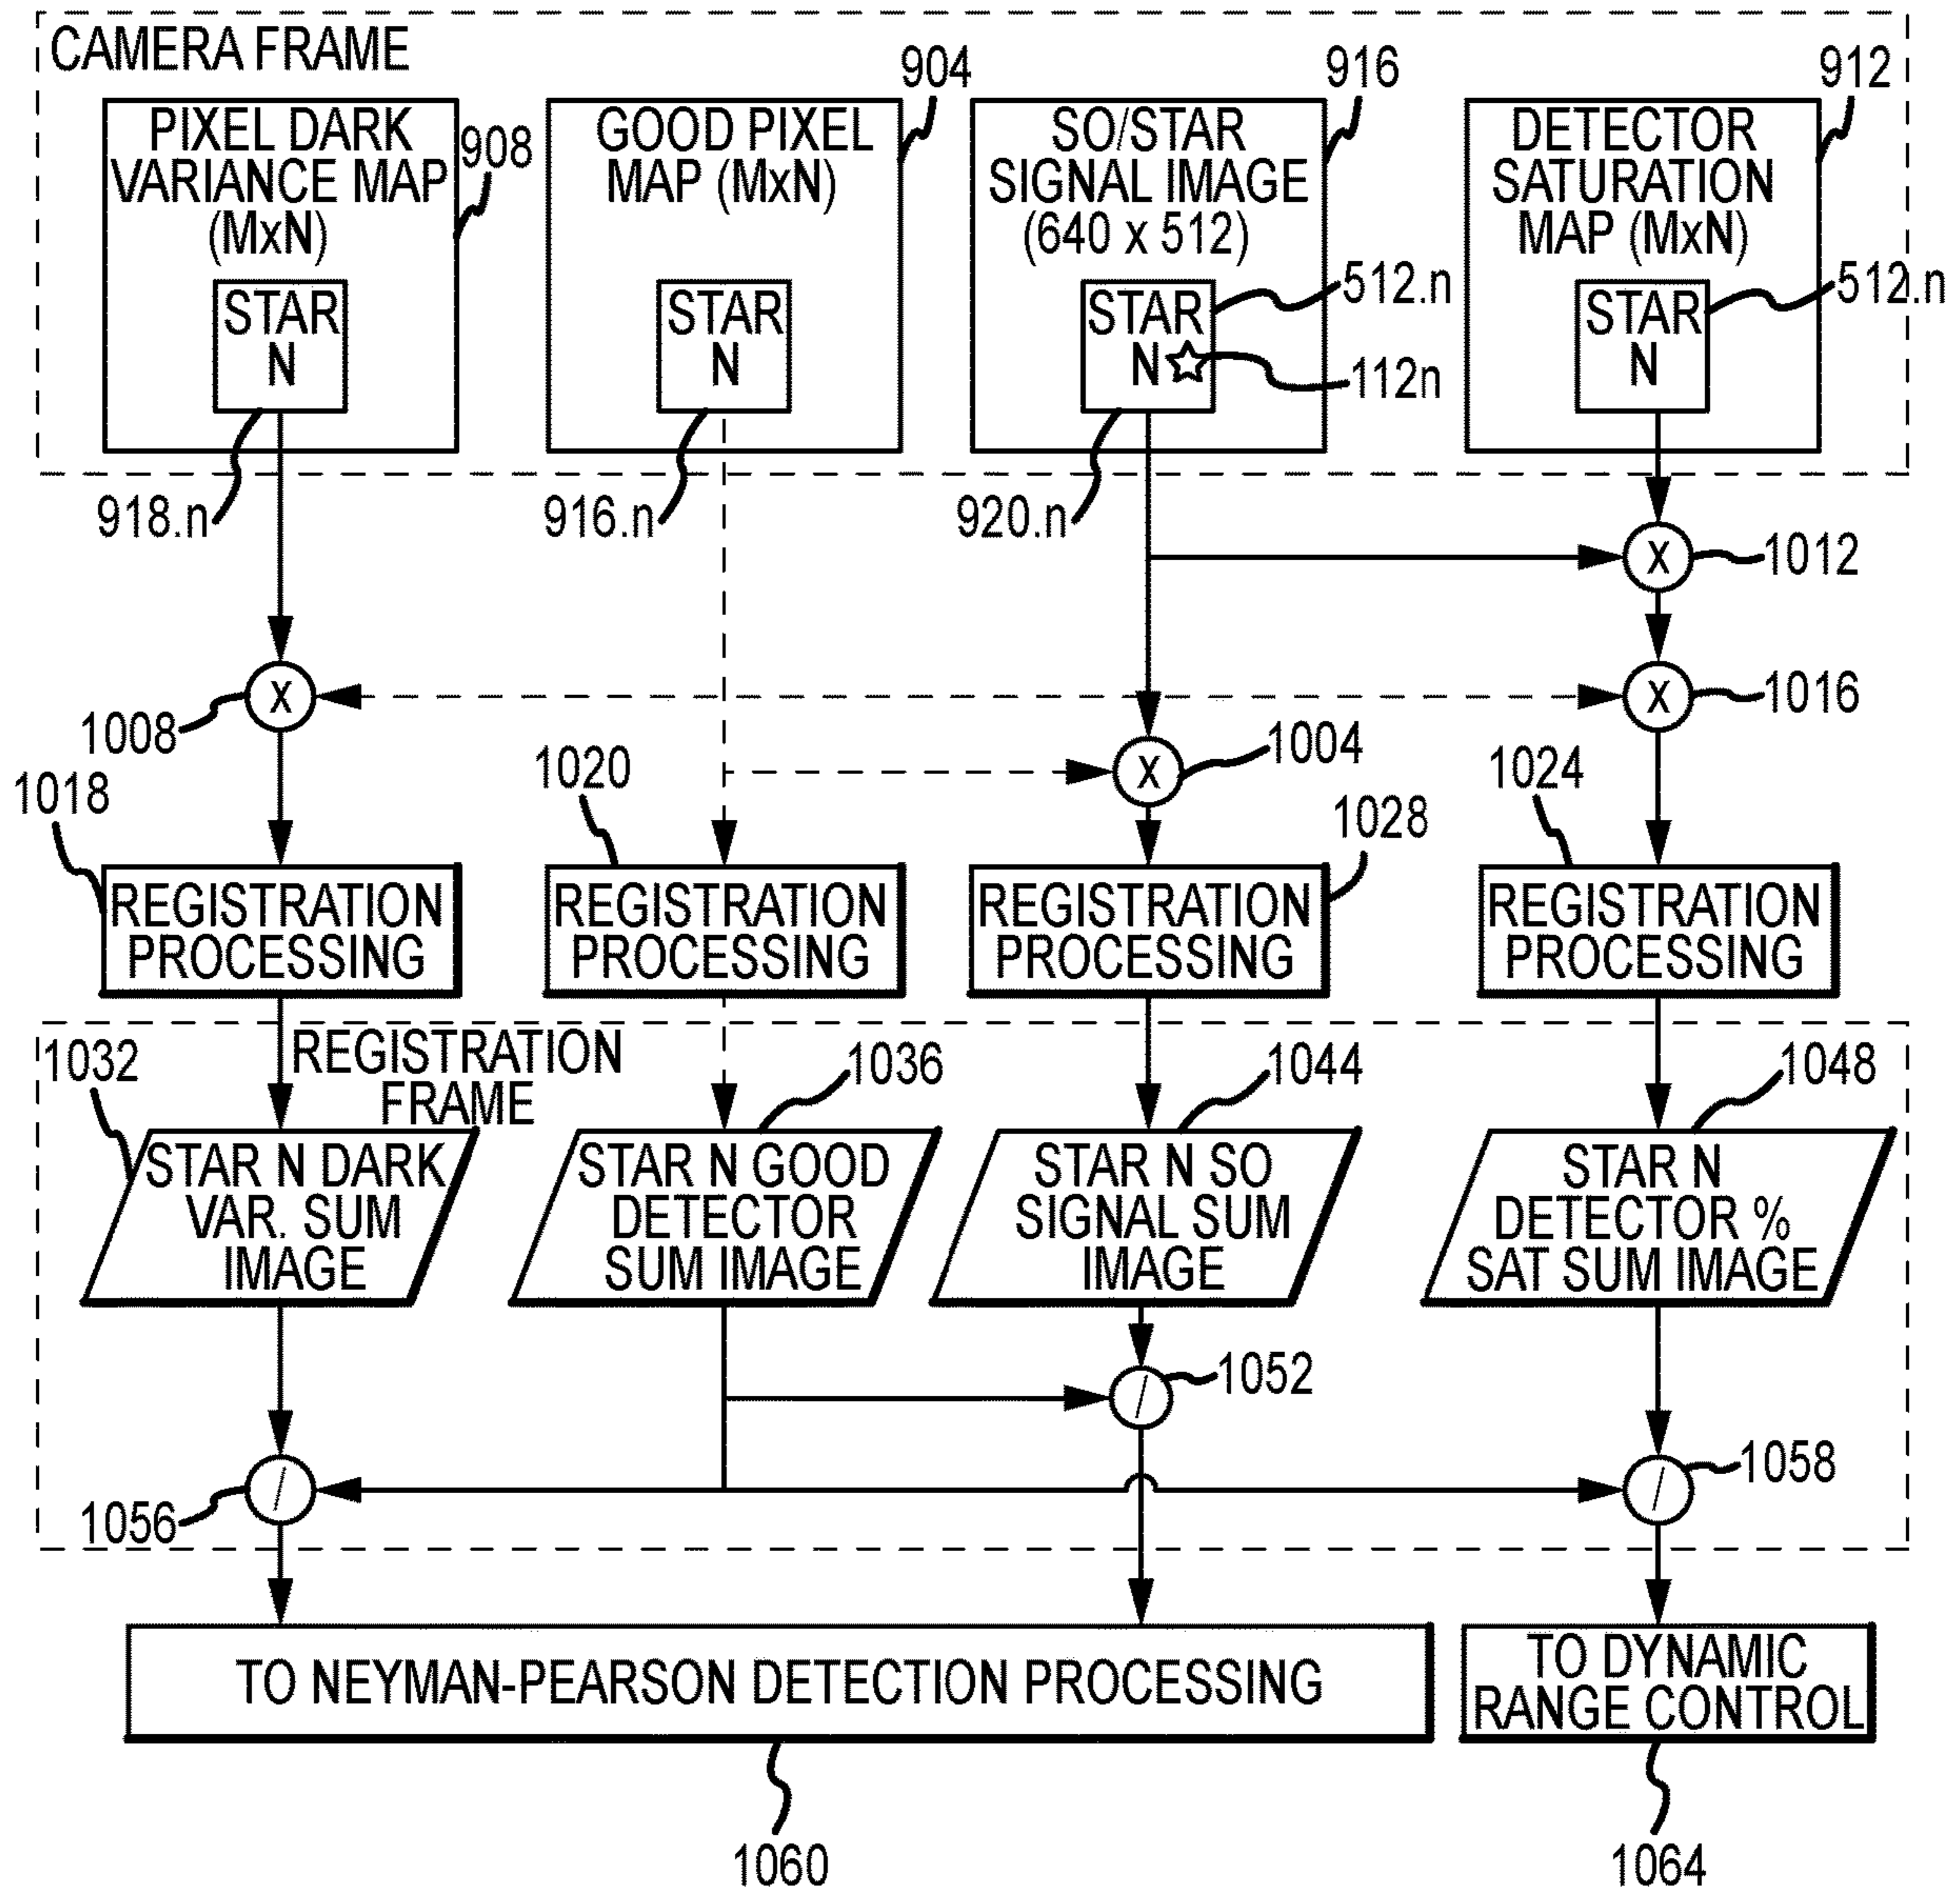 CAMERA FRAME
904
916
912
PIXEL DARK
VARIANCE MAP
(MxN)
908
GOOD PIXEL
MAP (MxN)
SO/STAR
SIGNAL IMAGE
(640 x 512)
DETECTOR
SATURATION
MAP (MxN)
STAR
N
STAR
N
STAR
N
512.n
112n
STAR
N
512.n
918.n
916.n
920.n
X
1012
X
1008
X
1016
X
1004
1018
1020
1028
1024
REGISTRATION
PROCESSING
REGISTRATION
PROCESSING
REGISTRATION
PROCESSING
REGISTRATION
PROCESSING
REGISTRATION
FRAME
1032
1036
1044
1048
STAR N DARK
VAR. SUM
IMAGE
STAR N GOOD
DETECTOR
SUM IMAGE
STAR N SO
SIGNAL SUM
IMAGE
STAR N
DETECTOR %
SAT SUM IMAGE
/
1052
/
1056
/
1058
TO NEYMAN-PEARSON DETECTION PROCESSING
TO DYNAMIC
RANGE CONTROL
1060
1064